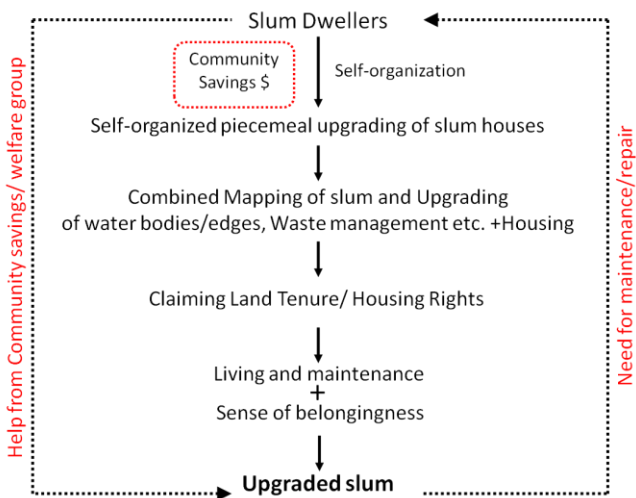 Slum Dwellers
Community
Savings $
Self-organization
Self-organized piecemeal upgrading of slum houses
Combined Mapping of slum and Upgrading
of water bodies/edges, Waste management etc. +Housing
Claiming Land Tenure/ Housing Rights
Living and maintenance
+
Sense of belongingness
Upgraded slum
Help from Community savings/ welfare group
Need for maintenance/repair